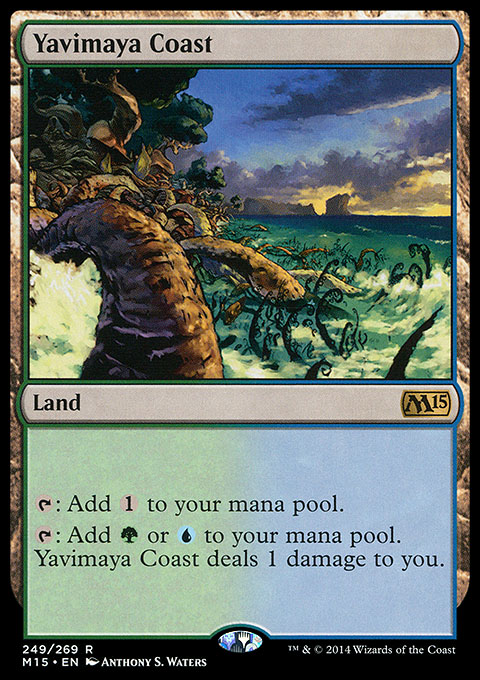 Yavimaya Coast
Land
M15
: Add 1 to your mana pool.
: Add or to your mana pool.
Yavimaya Coast deals 1 damage to you.
249/269 R
M15 • EN Anthony S. Waters
™ & © 2014 Wizards of the Coast